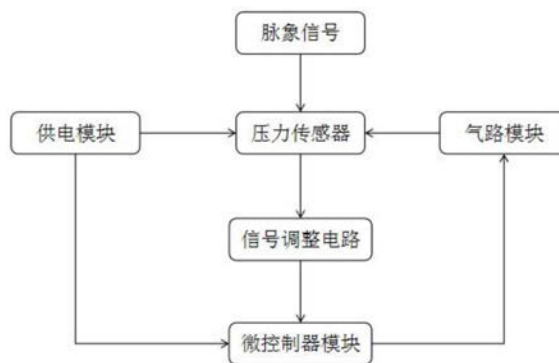 脉象信号
供电模块
压力传感器
气路模块
信号调整电路
微控制器模块